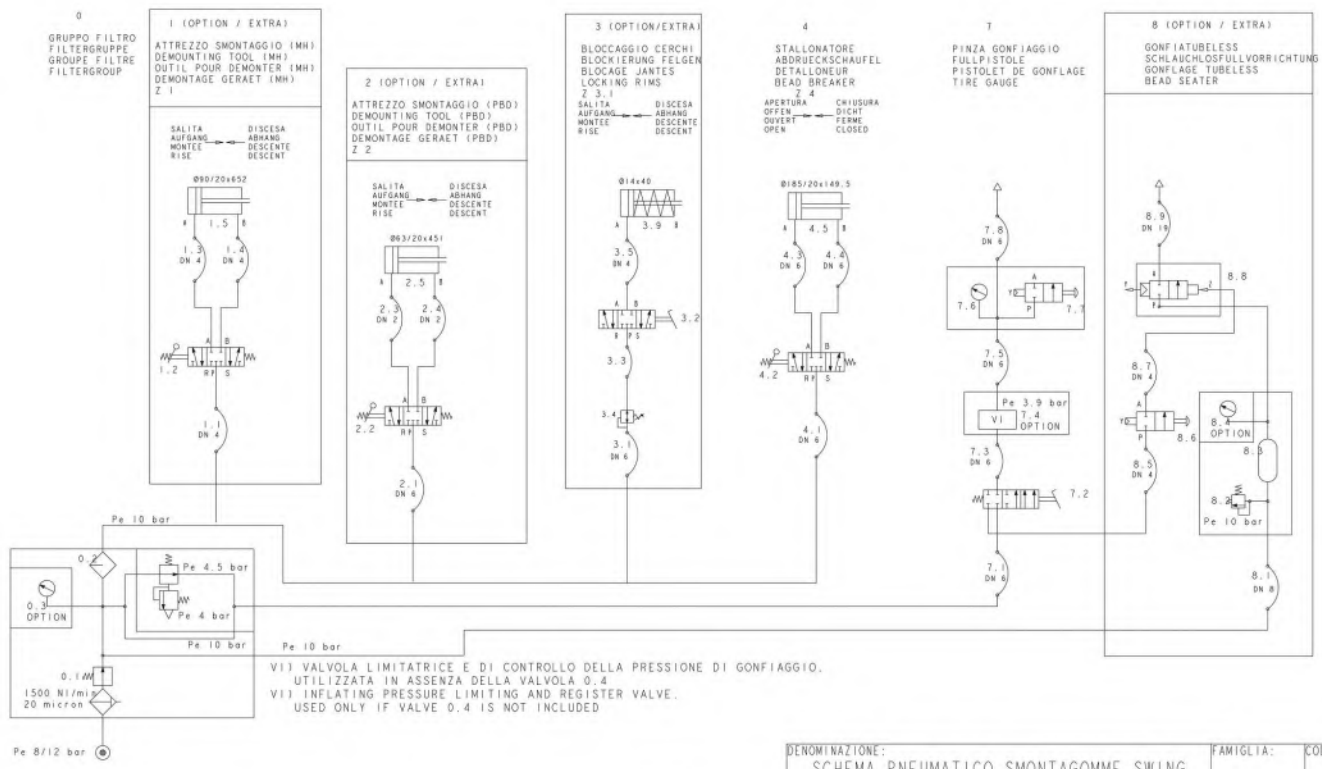 0
GRUPPO FILTRO
FILTERGRUPPE
GROUPE FILTRE
FILTERGROUP
1 (OPTION / EXTRA)
ATTREZZO SMONTAGGIO (MH)
DEMOUNTING TOOL (MH)
OUTIL POUR DEMONTER (MH)
DEMONTAGE GERAET (MH)
Z 1
SALITA DISCESA
AUFGANG ABHANG
MONTEE DESCENTE
RISE DESCENT
Ø90/20x652
A 1.5 B
1.3 DN 4
1.4 DN 4
A B
1.2
RP S
1.1
DN 4
2 (OPTION / EXTRA)
ATTREZZO SMONTAGGIO (PBD)
DEMOUNTING TOOL (PBD)
OUTIL POUR DEMONTER (PBD)
DEMONTAGE GERAET (PBD)
Z 2
SALITA DISCESA
AUFGANG ABHANG
MONTEE DESCENTE
RISE DESCENT
Ø63/20x451
A 2.5 B
2.3 DN 2
2.4 DN 2
A B
2.2
RP S
2.1
DN 6
3 (OPTION/EXTRA)
BLOCCAGGIO CERCHI
BLOCKIERUNG FELGEN
BLOCAGE JANTES
LOCKING RIMS
Z 3.1
SALITA DISCESA
AUFGANG ABHANG
MONTEE DESCENTE
RISE DESCENT
Ø14x40
A 3.9 B
3.5
DN 4
A B
3.2
R PS
3.3
3.4
3.1
DN 6
4
STALLONATORE
ABDRUECKSCHAUFEL
DETALLONEUR
BEAD BREAKER
Z 4
APERTURA CHIUSURA
OFFEN DICHT
OUVERT FERME
OPEN CLOSED
Ø185/20x149,5
A 4.5 B
4.3 DN 6
4.4 DN 6
A B
4.2
RP S
4.1
DN 6
7
PINZA GONFIAGGIO
FULLPISTOLE
PISTOLET DE GONFLAGE
TIRE GAUGE
7.8
DN 6
A
7.6
P
7.7
7.5
DN 6
Pe 3.9 bar
VI
7.4
OPTION
7.3
DN 6
7.2
7.1
DN 6
8 (OPTION / EXTRA)
GONFIATUBELESS
SCHLAUCHLOSFULLVORRICHTUNG
GONFLAGE TUBELESS
BEAD SEATER
8.9
DN 19
8.8
8.7
DN 4
A
P
8.6
8.5
DN 4
OPTION
8.3
8.2
Pe 10 bar
8.1
DN 8
Pe 10 bar
0.2
Pe 4.5 bar
0.3
OPTION
Pe 4 bar
Pe 10 bar
Pe 10 bar
0.1
1500 Nl/min
20 micron
Pe 8/12 bar
VI) VALVOLA LIMITATRICE E DI CONTROLLO DELLA PRESSIONE DI GONFIAGGIO.
UTILIZZATA IN ASSENZA DELLA VALVOLA 0.4
VI) INFLATING PRESSURE LIMITING AND REGISTER VALVE.
USED ONLY IF VALVE 0.4 IS NOT INCLUDED
DENOMINAZIONE: FAMIGLIA:
SCHEMA PNEUMATICO SMONTAGOMME SWING